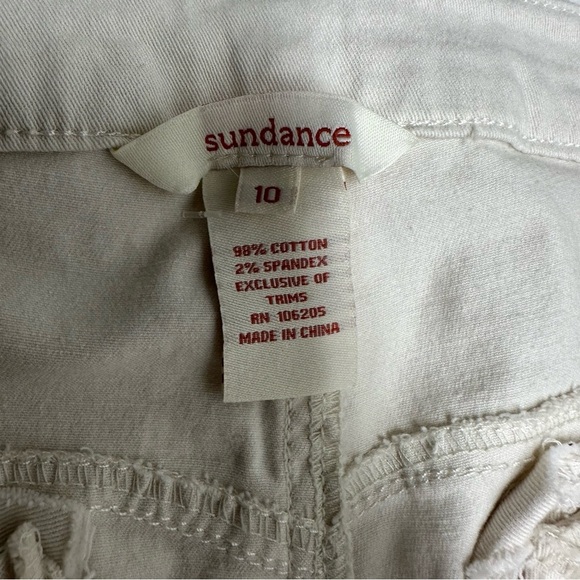 sundance
10
98% COTTON
2% SPANDEX
EXCLUSIVE OF
TRIMS
RN 106205
MADE IN CHINA